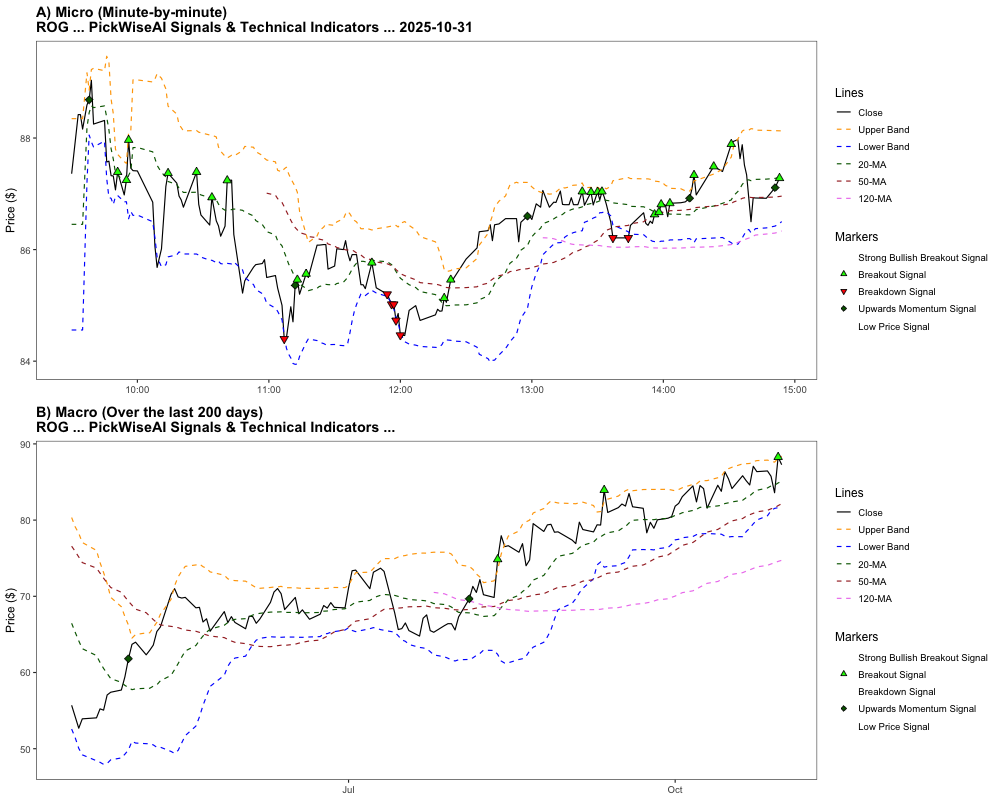 A) Micro (Minute-by-minute)
ROG ... PickWiseAI Signals & Technical Indicators ... 2025-10-31
Price ($)
88
86
84
10:00
11:00
12:00
13:00
14:00
15:00
Lines
Close
Upper Band
Lower Band
20-MA
50-MA
120-MA
Markers
Strong Bullish Breakout Signal
Breakout Signal
Breakdown Signal
Upwards Momentum Signal
Low Price Signal
B) Macro (Over the last 200 days)
ROG ... PickWiseAI Signals & Technical Indicators ...
Price ($)
90
80
70
60
50
Jul
Oct
Lines
Close
Upper Band
Lower Band
20-MA
50-MA
120-MA
Markers
Strong Bullish Breakout Signal
Breakout Signal
Breakdown Signal
Upwards Momentum Signal
Low Price Signal